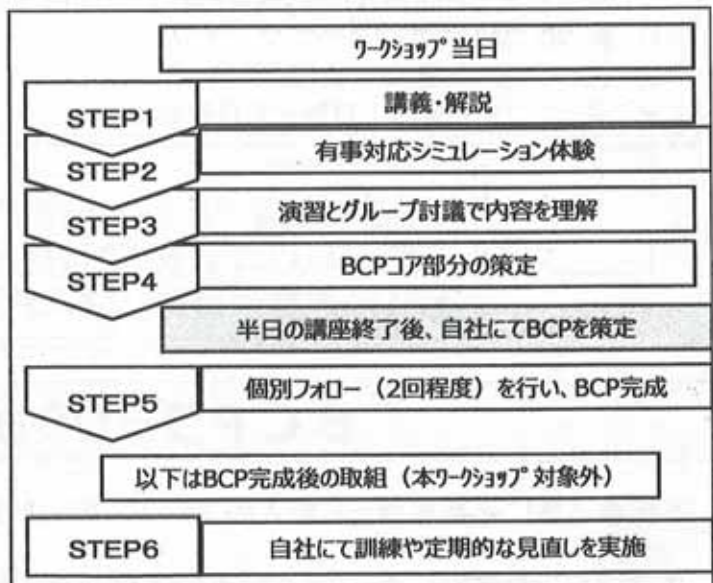 ﾜｰｸｼｮｯﾌﾟ当日
STEP1
講義・解説
STEP2
有事対応シミュレーション体験
STEP3
演習とグループ討議で内容を理解
STEP4
BCPコア部分の策定
半日の講座終了後、自社にてBCPを策定
STEP5
個別フォロー（2回程度）を行い、BCP完成
以下はBCP完成後の取組（本ﾜｰｸｼｮｯﾌﾟ対象外）
STEP6
自社にて訓練や定期的な見直しを実施